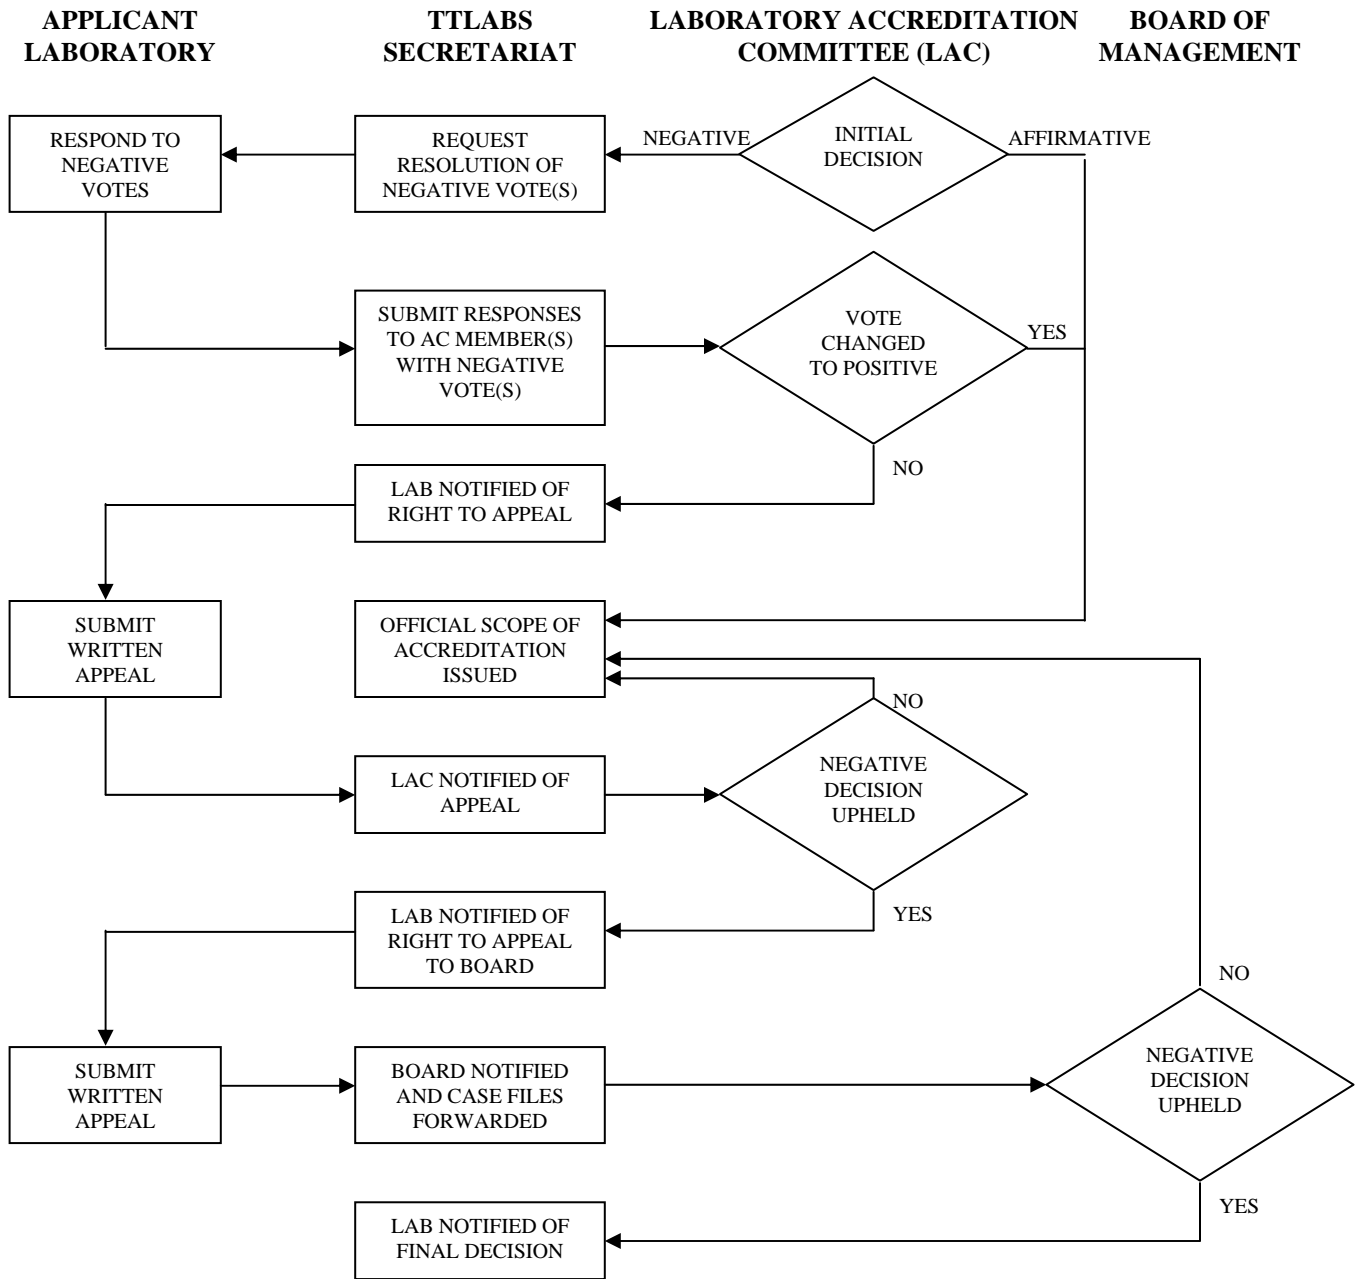 APPLICANT
LABORATORY
TTLABS
SECRETARIAT
LABORATORY ACCREDITATION
COMMITTEE (LAC)
BOARD OF
MANAGEMENT
RESPOND TO
NEGATIVE
VOTES
REQUEST
RESOLUTION OF
NEGATIVE VOTE(S)
NEGATIVE
INITIAL
DECISION
AFFIRMATIVE
SUBMIT RESPONSES
TO AC MEMBER(S)
WITH NEGATIVE
VOTE(S)
VOTE
CHANGED
TO POSITIVE
YES
NO
LAB NOTIFIED OF
RIGHT TO APPEAL
SUBMIT
WRITTEN
APPEAL
OFFICIAL SCOPE OF
ACCREDITATION
ISSUED
NO
LAC NOTIFIED OF
APPEAL
NEGATIVE
DECISION
UPHELD
YES
LAB NOTIFIED OF
RIGHT TO APPEAL
TO BOARD
NO
SUBMIT
WRITTEN
APPEAL
BOARD NOTIFIED
AND CASE FILES
FORWARDED
NEGATIVE
DECISION
UPHELD
YES
LAB NOTIFIED OF
FINAL DECISION